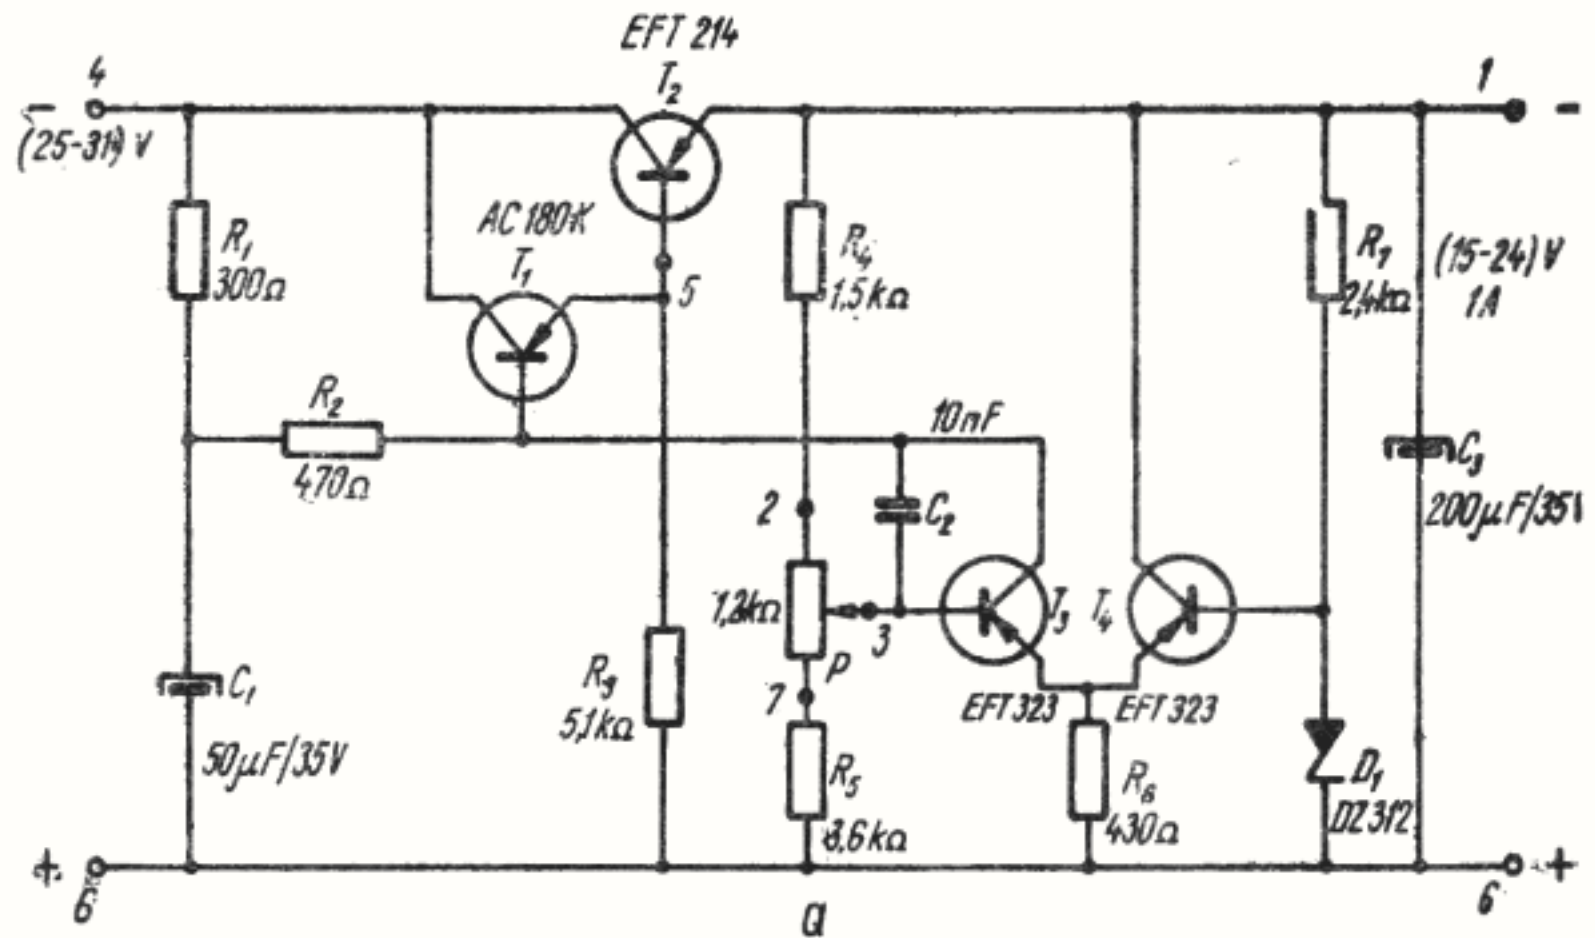 EFT 214
T2
4
1
-
-
(25-31) V
R1
300Ω
AC 180K
T1
5
R4
1,5kΩ
R7
2,4kΩ
(15-24) V
1A
R2
470Ω
10nF
2
C2
C3
200µF/35V
1,2kΩ
3
T3
T4
P
7
C1
50µF/35V
5,1kΩ
EFT 323
EFT 323
R5
3,6kΩ
R6
430Ω
D1
DZ 312
+
6
6
+
a